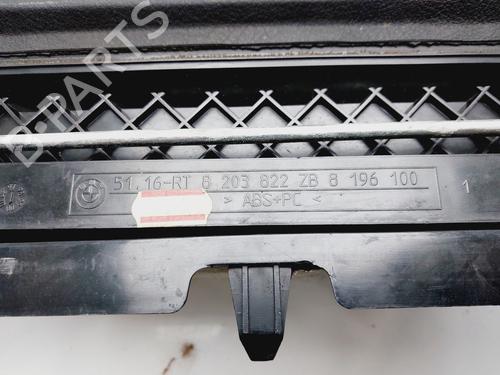 B-PARTS
51.16-RT 8 203 822 ZB 8 196 100
> ABS+PC <
1